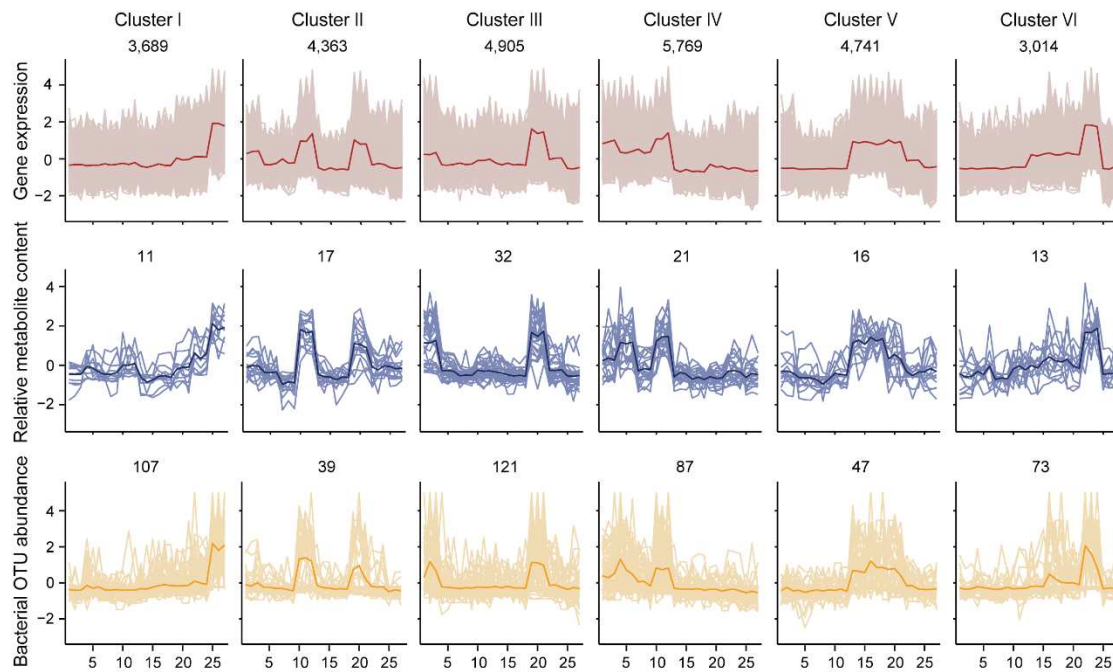 Cluster I Cluster II Cluster III Cluster IV Cluster V Cluster VI
3,689 4,363 4,905 5,769 4,741 3,014
Gene expression
4
2
0
−2
11 17 32 21 16 13
Relative metabolite content
4
2
0
−2
107 39 121 87 47 73
Bacterial OTU abundance
4
2
0
−2
5 10 15 20 25 5 10 15 20 25 5 10 15 20 25 5 10 15 20 25 5 10 15 20 25 5 10 15 20 25